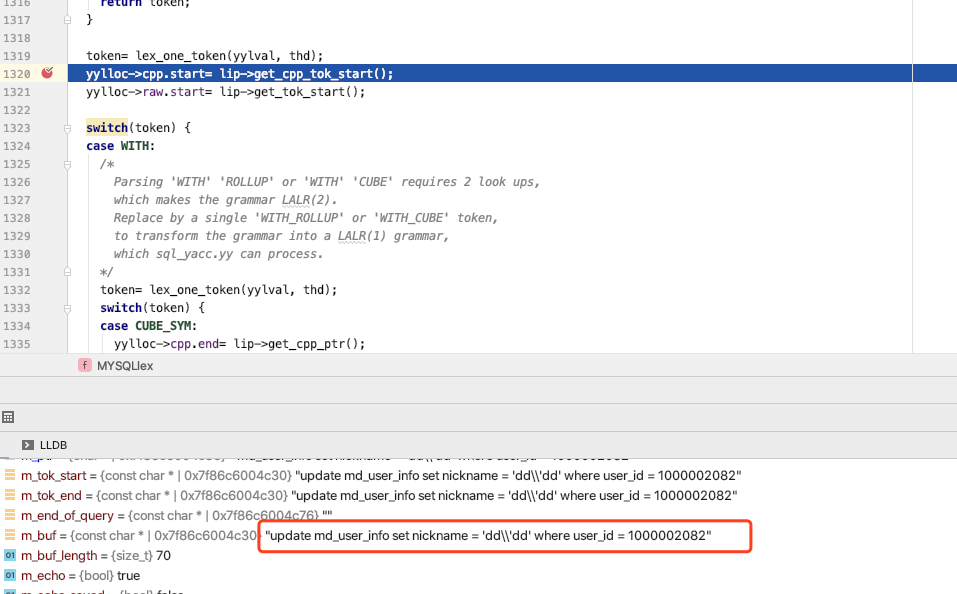 1316 return token;
1317 }
1318
1319 token= lex_one_token(yylval, thd);
1320 yylloc->cpp.start= lip->get_cpp_tok_start();
1321 yylloc->raw.start= lip->get_tok_start();
1322
1323 switch(token) {
1324 case WITH:
1325 /*
1326 Parsing 'WITH' 'ROLLUP' or 'WITH' 'CUBE' requires 2 look ups,
1327 which makes the grammar LALR(2).
1328 Replace by a single 'WITH_ROLLUP' or 'WITH_CUBE' token,
1329 to transform the grammar into a LALR(1) grammar,
1330 which sql_yacc.yy can process.
1331 */
1332 token= lex_one_token(yylval, thd);
1333 switch(token) {
1334 case CUBE_SYM:
1335 yylloc->cpp.end= lip->get_cpp_ptr();
f MYSQLlex
LLDB
m_tok_start = {const char * | 0x7f86c6004c30} "update md_user_info set nickname = 'dd\\'dd' where user_id = 1000002082"
m_tok_end = {const char * | 0x7f86c6004c30} "update md_user_info set nickname = 'dd\\'dd' where user_id = 1000002082"
m_end_of_query = {const char * | 0x7f86c6004c76} ""
m_buf = {const char * | 0x7f86c6004c30} "update md_user_info set nickname = 'dd\\'dd' where user_id = 1000002082"
01 m_buf_length = {size_t} 70
01 m_echo = {bool} true